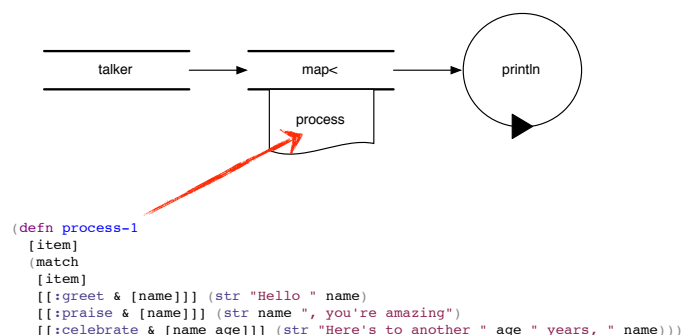 talker map< println
process
(defn process-1
[item]
(match
[item]
[[:greet & [name]]] (str "Hello " name)
[[:praise & [name]]] (str name ", you're amazing")
[[:celebrate & [name age]]] (str "Here's to another " age " years, " name)))